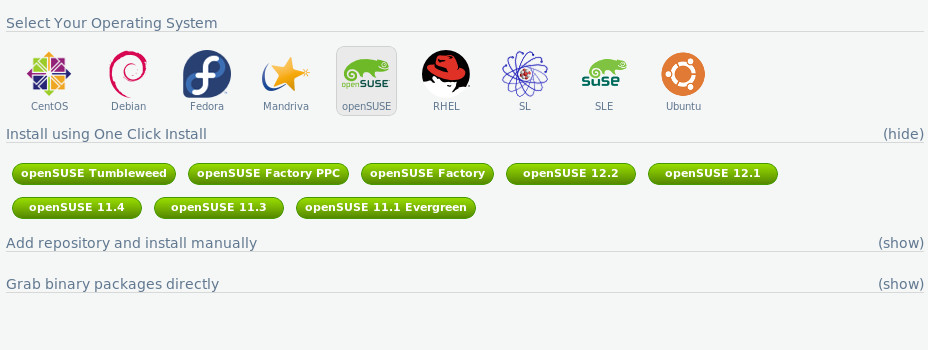 Select Your Operating System
openSUSE suse
CentOS Debian Fedora Mandriva openSUSE RHEL SL SLE Ubuntu
Install using One Click Install (hide)
openSUSE Tumbleweed openSUSE Factory PPC openSUSE Factory openSUSE 12.2 openSUSE 12.1
openSUSE 11.4 openSUSE 11.3 openSUSE 11.1 Evergreen
Add repository and install manually (show)
Grab binary packages directly (show)